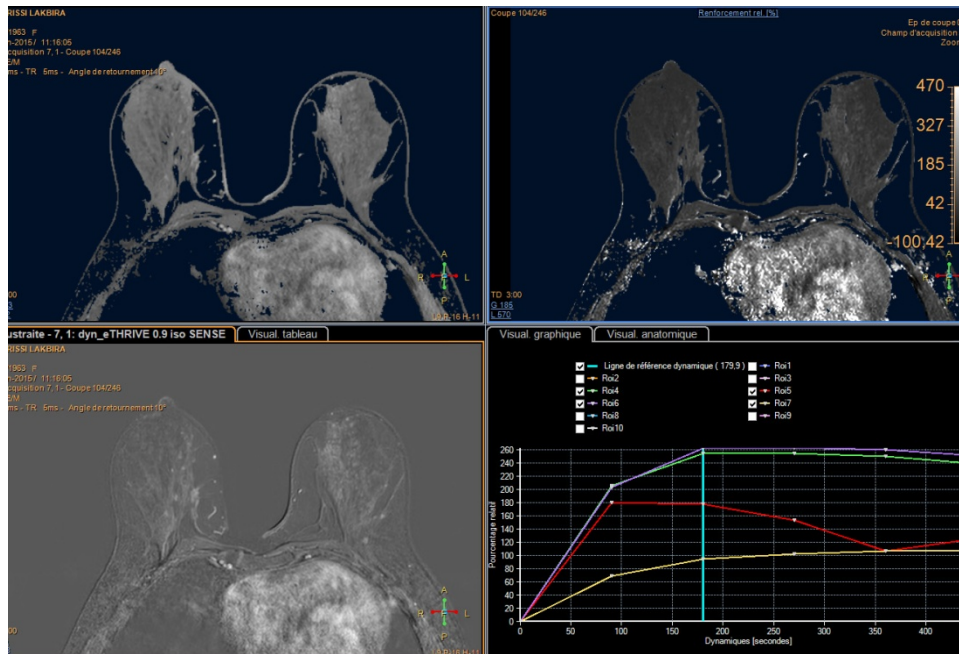 RISSI LAKBIRA
1963 F
n-2015 / 11:16:05
cquisition 7, 1 - Coupe 104/246
E/M
ms - TR 5ms - Angle de retournement 10°
:00
A
R
L
P
Coupe 104/246
Renforcement rel. [%]
Ep de coupe
Champ d'acquisition
Zoom
470
327
185
42
-100,42
TD 3:00
G 185
L 570
A
R
L
P
ustraite - 7, 1: dyn_eTHRIVE 0.9 iso SENSE
Visual. tableau
RISSI LAKBIRA
1963 F
n-2015 / 11:16:05
cquisition 7, 1 - Coupe 104/246
E/M
ms - TR 5ms - Angle de retournement 10°
:00
A
R
L
P
Visual. graphique
Visual. anatomique
Ligne de référence dynamique ( 179,9 )
Roi1
Roi2
Roi3
Roi4
Roi5
Roi6
Roi7
Roi8
Roi9
Roi10
Pourcentage relatif
260
240
220
200
180
160
140
120
100
80
60
40
20
0
0 50 100 150 200 250 300 350 400
Dynamiques [secondes]